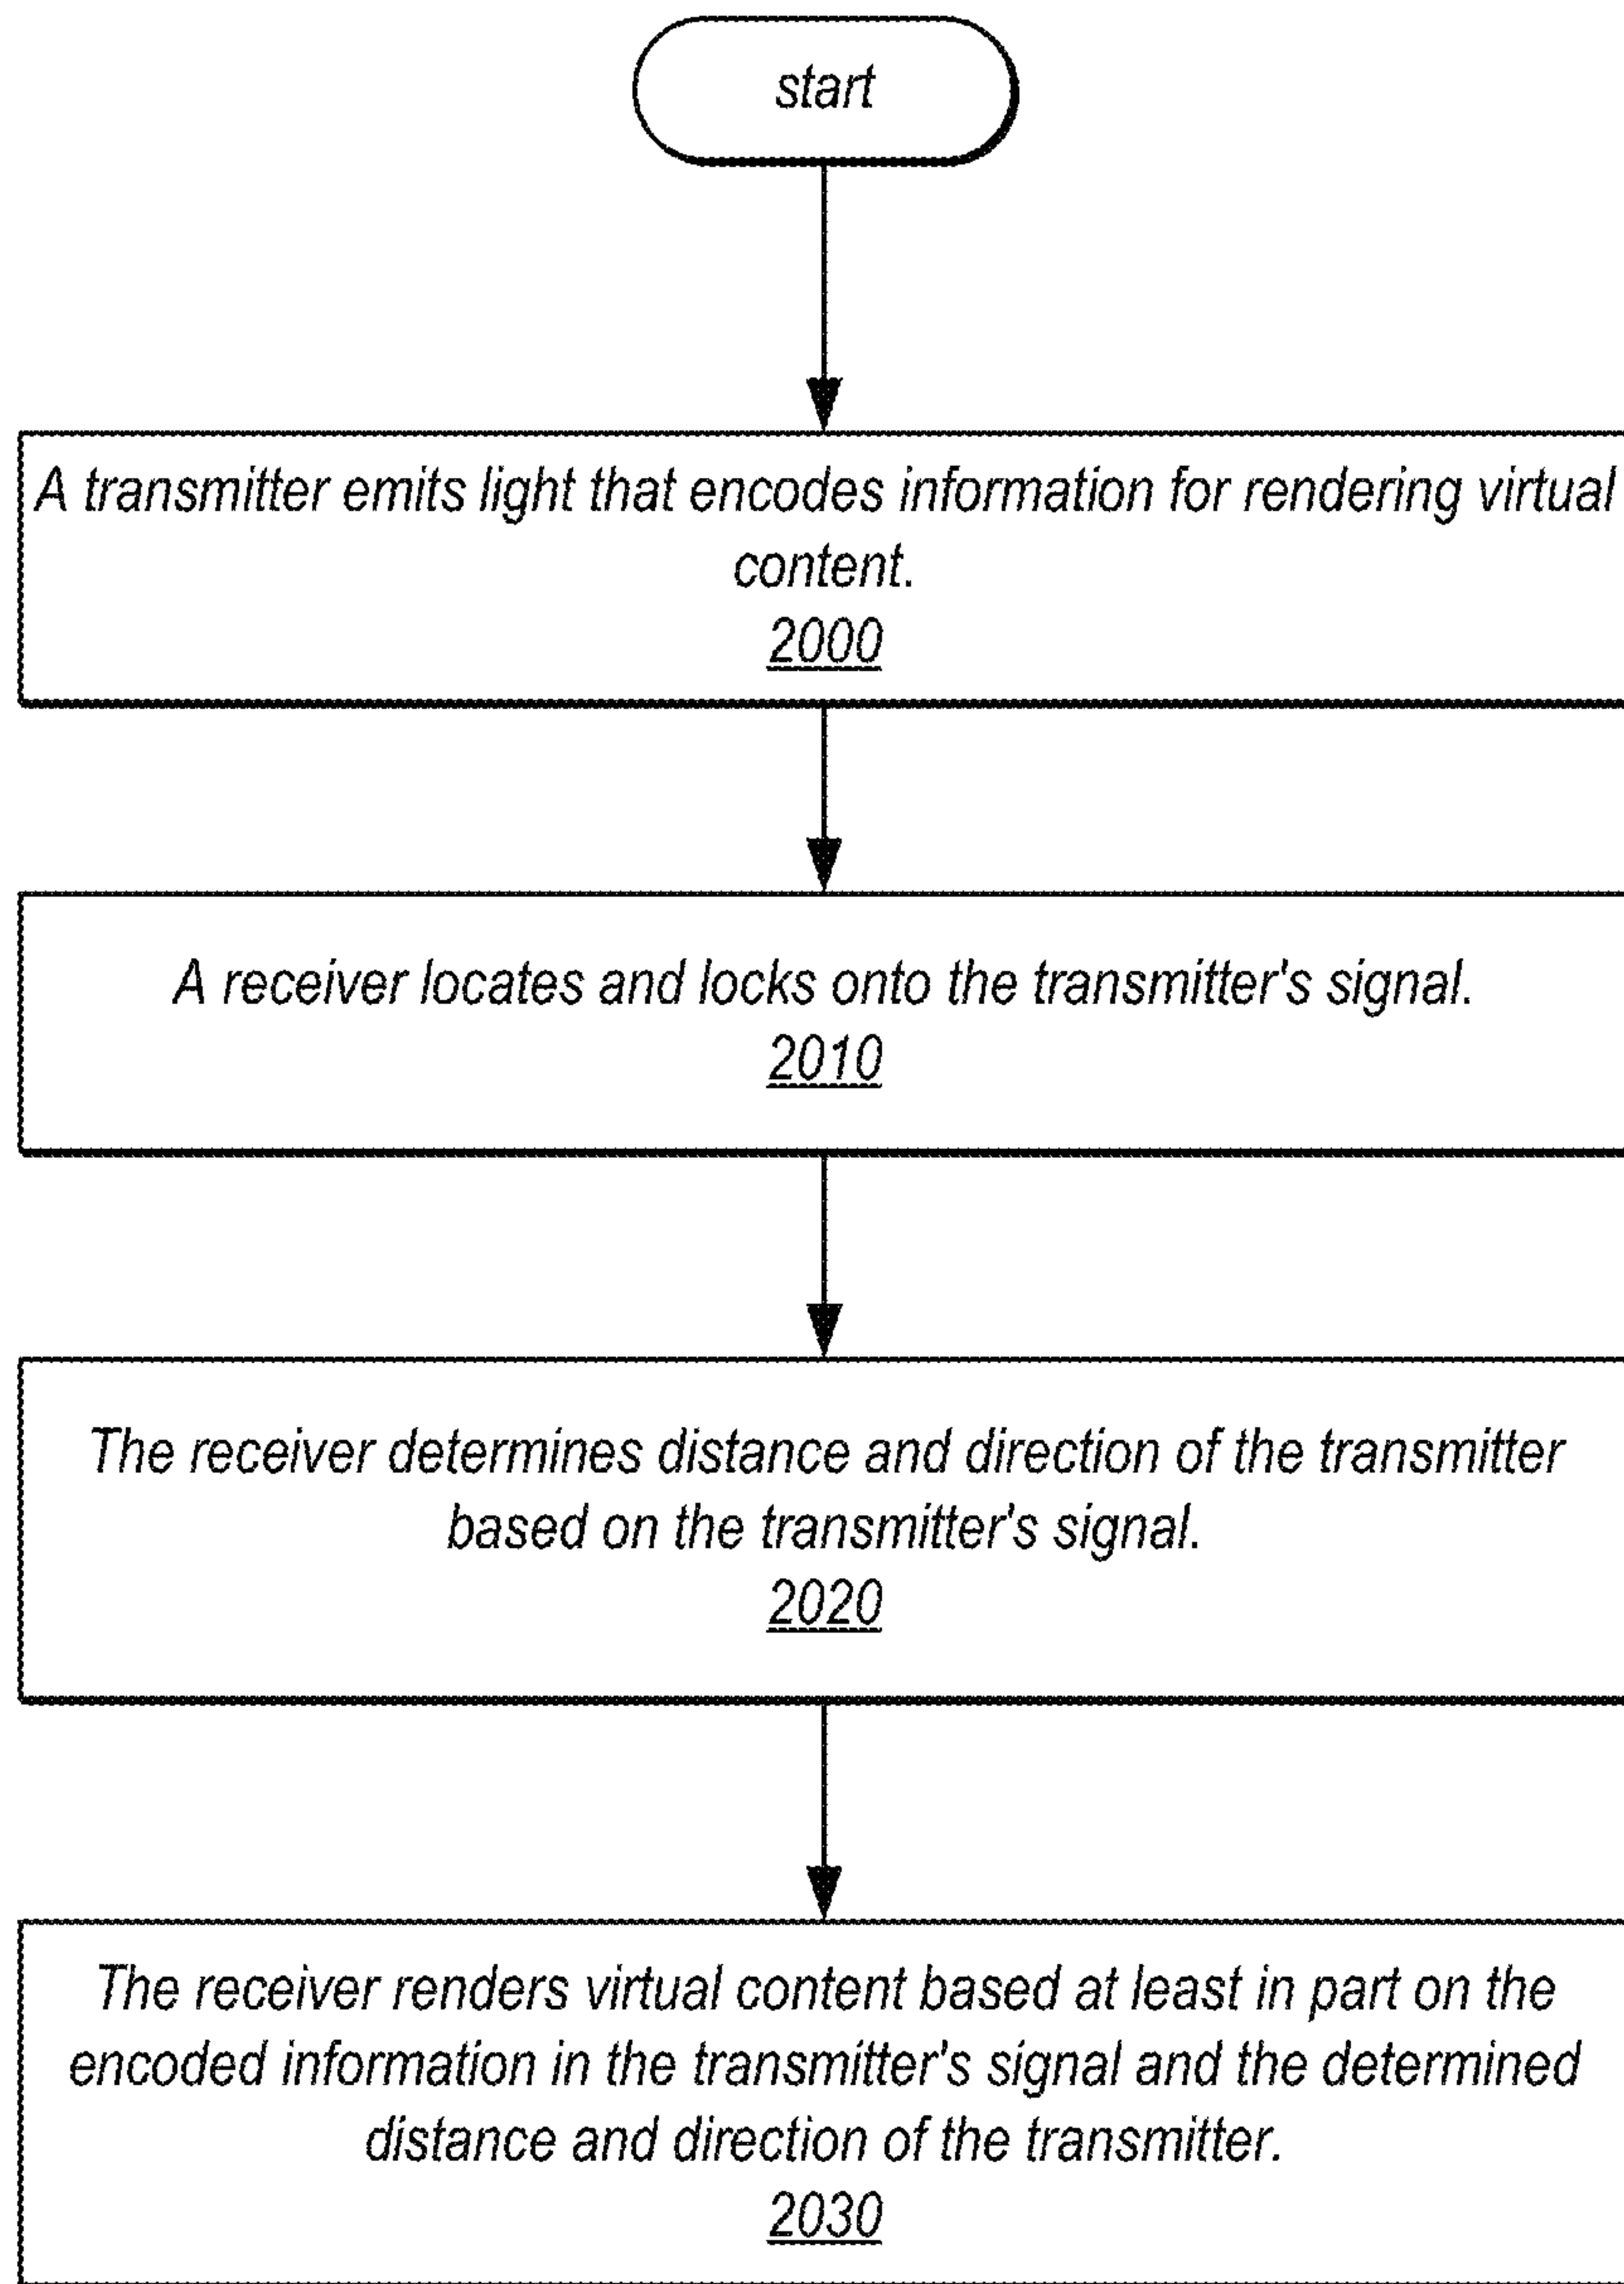 start
A transmitter emits light that encodes information for rendering virtual
content.
2000
A receiver locates and locks onto the transmitter's signal.
2010
The receiver determines distance and direction of the transmitter
based on the transmitter's signal.
2020
The receiver renders virtual content based at least in part on the
encoded information in the transmitter's signal and the determined
distance and direction of the transmitter.
2030